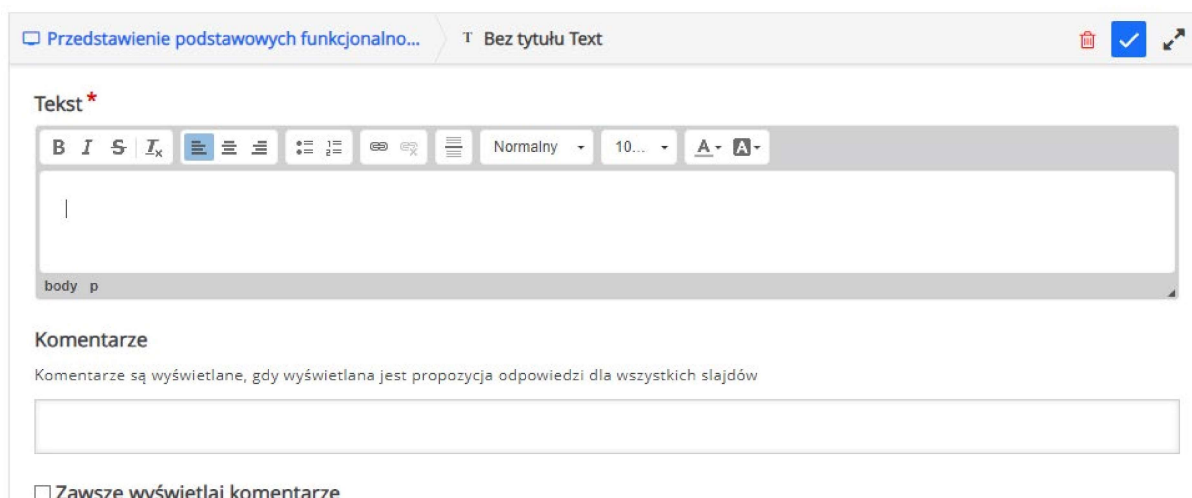 Przedstawienie podstawowych funkcjonalno... T Bez tytułu Text
Tekst*
B I S Tx Normalny 10... A A
body p
Komentarze
Komentarze są wyświetlane, gdy wyświetlana jest propozycja odpowiedzi dla wszystkich slajdów
Zawsze wyświetlaj komentarze